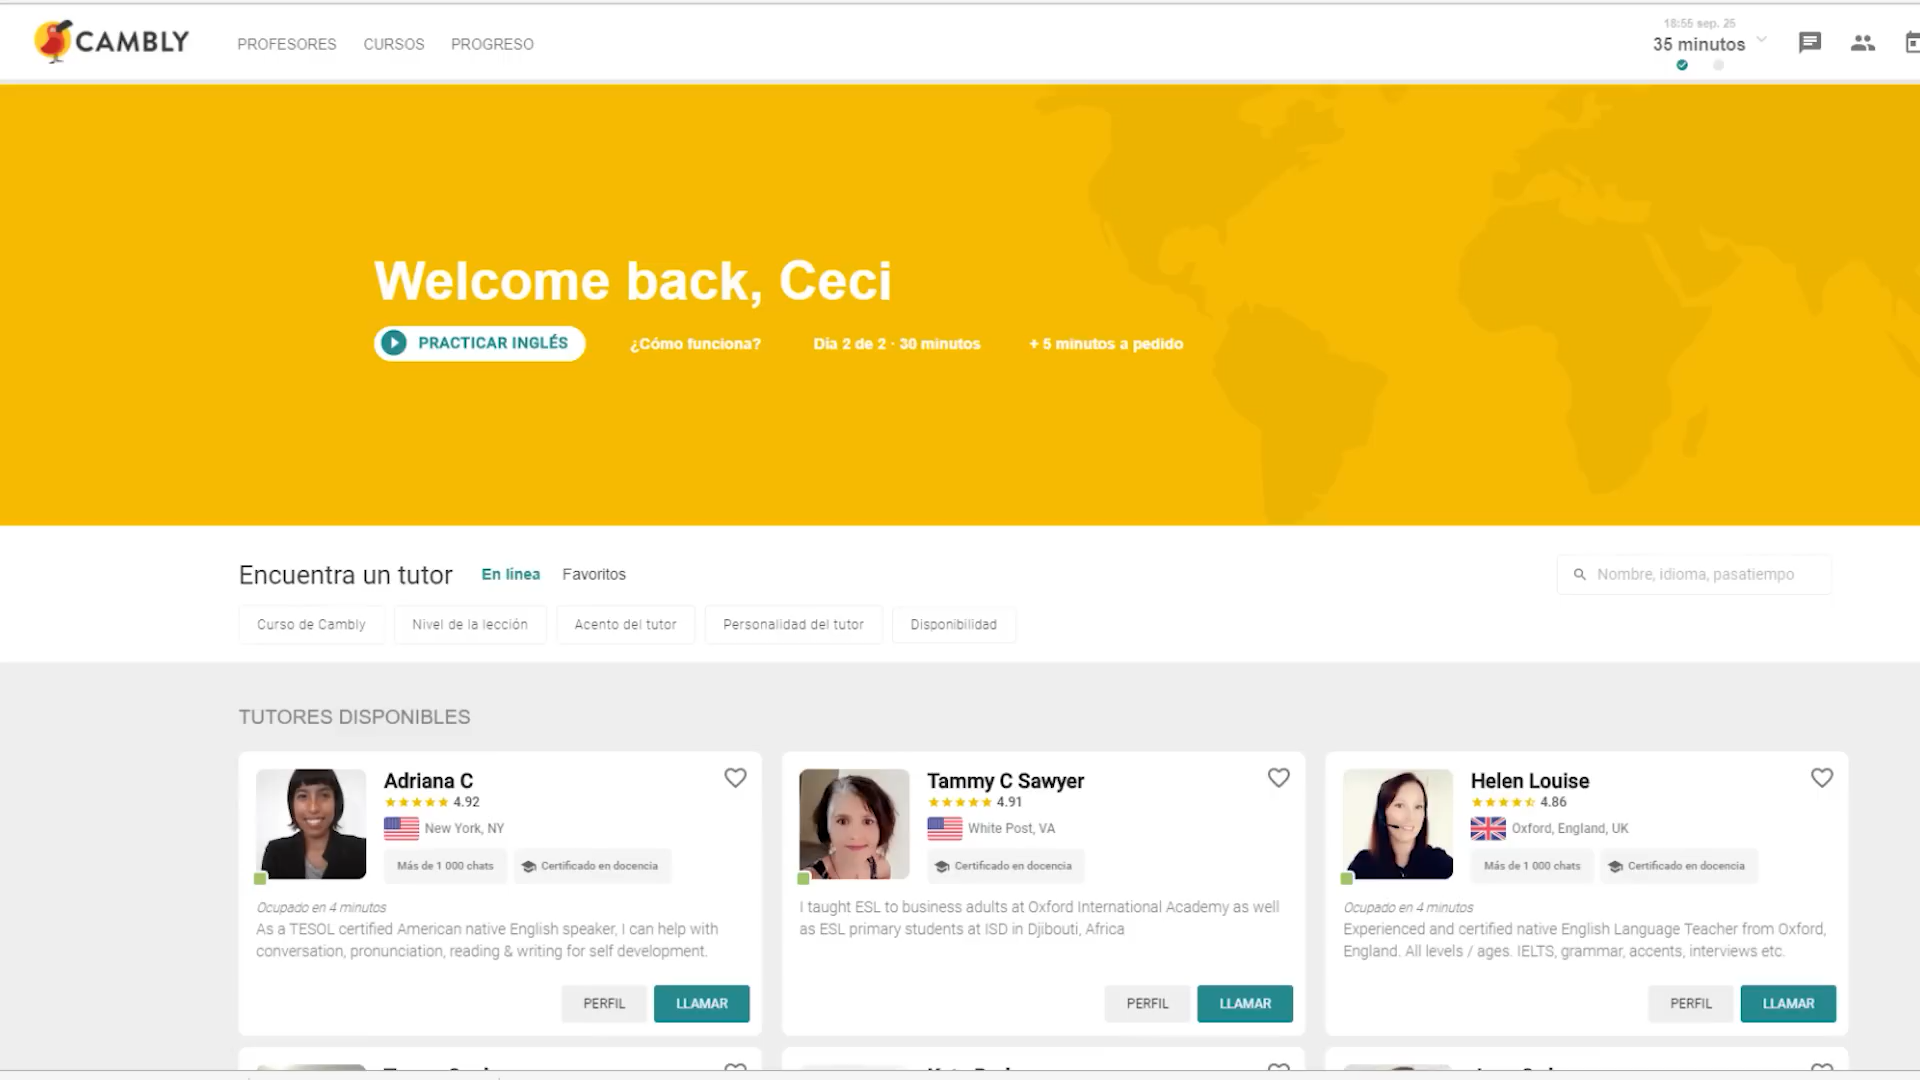 CAMBLY
PROFESORES CURSOS PROGRESO
18:55 sep. 25
35 minutos
Welcome back, Ceci
PRACTICAR INGLÉS ¿Cómo funciona? Día 2 de 2 · 30 minutos + 5 minutos a pedido
Encuentra un tutor En línea Favoritos Nombre, idioma, pasatiempo
Curso de Cambly Nivel de la lección Acento del tutor Personalidad del tutor Disponibilidad
TUTORES DISPONIBLES
Adriana C
4.92
New York, NY
Más de 1 000 chats Certificado en docencia
Ocupado en 4 minutos
As a TESOL certified American native English speaker, I can help with
conversation, pronunciation, reading & writing for self development.
PERFIL LLAMAR
Tammy C Sawyer
4.91
White Post, VA
Certificado en docencia
I taught ESL to business adults at Oxford International Academy as well
as ESL primary students at ISD in Djibouti, Africa
PERFIL LLAMAR
Helen Louise
4.86
Oxford, England, UK
Más de 1 000 chats Certificado en docencia
Ocupado en 4 minutos
Experienced and certified native English Language Teacher from Oxford,
England. All levels / ages. IELTS, grammar, accents, interviews etc.
PERFIL LLAMAR